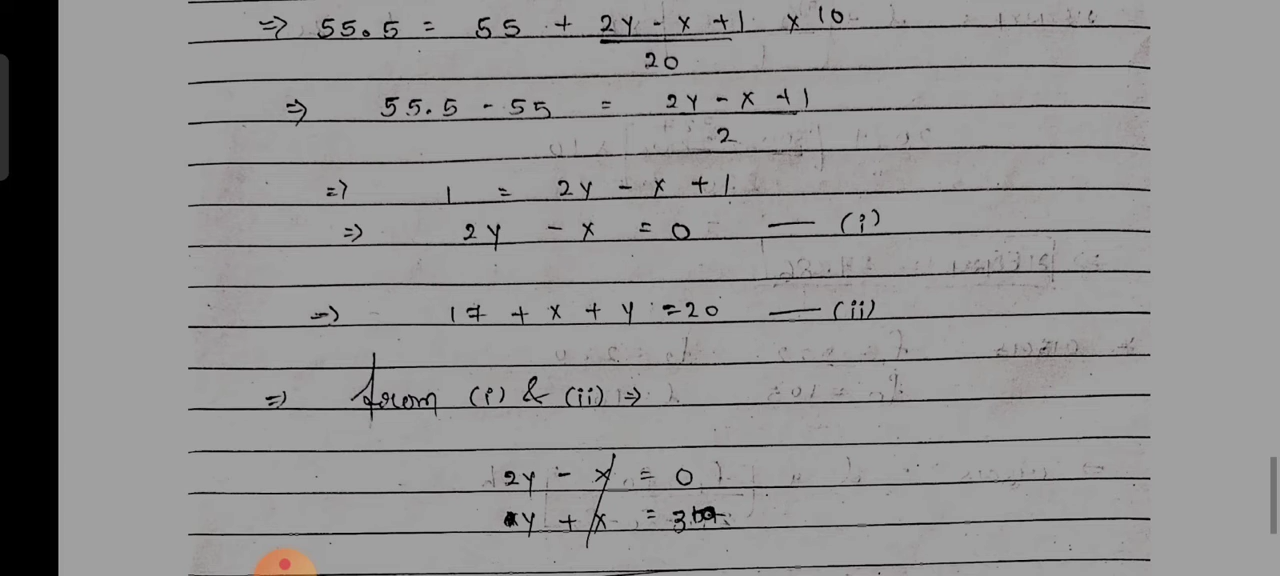 => 55.5 = 55 + 2y - x + 1 x 10
20
=> 55.5 - 55 = 2y - x + 1
2
=> 1 = 2y - x + 1
=> 2y - x = 0 — (i)
=> 17 + x + y = 20 — (ii)
=> from (i) & (ii) =>
2y - x = 0
y + x = 3